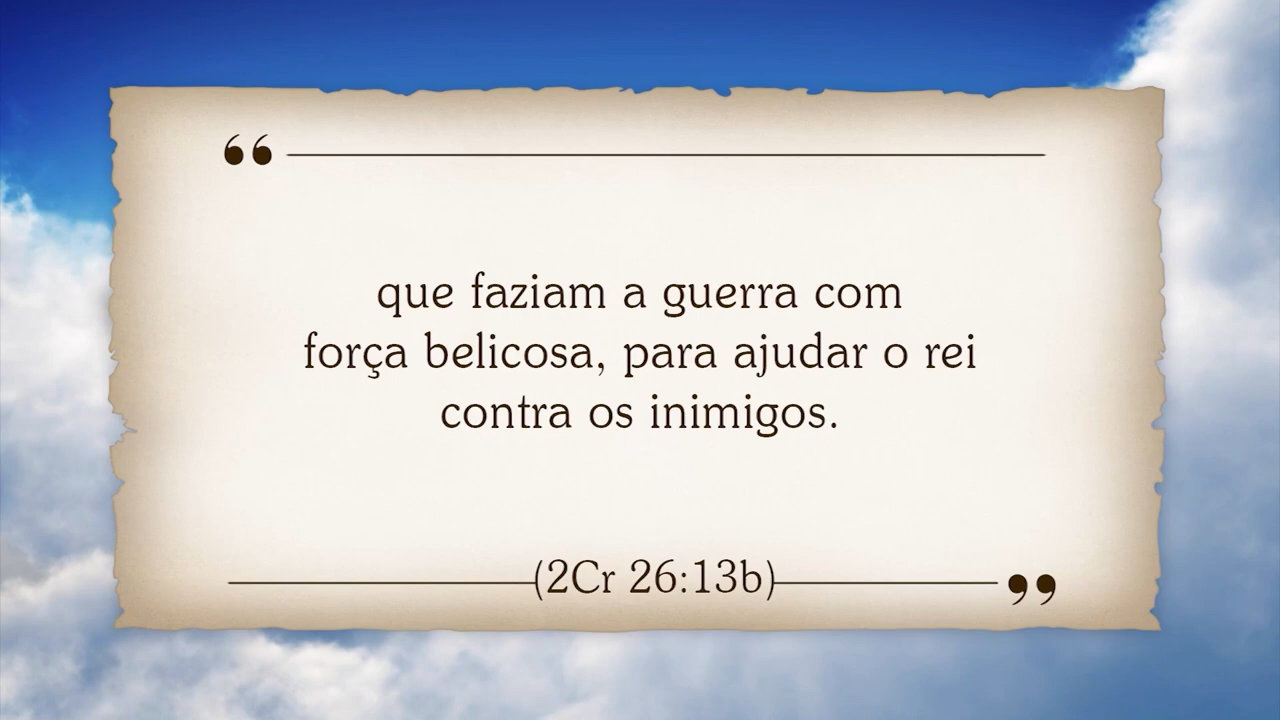 “
que faziam a guerra com
força belicosa, para ajudar o rei
contra os inimigos.
(2Cr 26:13b)
”